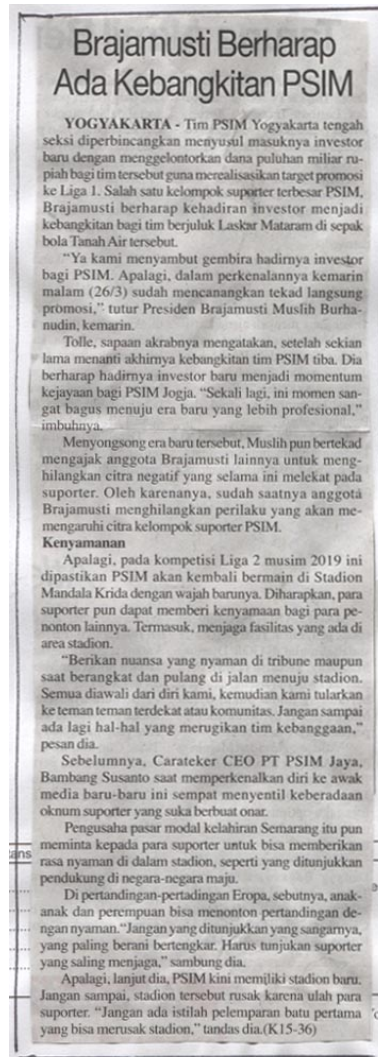 Brajamusti Berharap
Ada Kebangkitan PSIM
YOGYAKARTA - Tim PSIM Yogyakarta tengah
seksi diperbincangkan menyusul masuknya investor
baru dengan menggelontorkan dana puluhan miliar ru-
piah bagi tim tersebut guna merealisasikan target promosi
ke Liga 1. Salah satu kelompok suporter terbesar PSIM,
Brajamusti berharap kehadiran investor menjadi
kebangkitan bagi tim berjuluk Laskar Mataram di sepak
bola Tanah Air tersebut.
"Ya kami menyambut gembira hadirnya investor
bagi PSIM. Apalagi, dalam perkenalannya kemarin
malam (26/3) sudah mencanangkan tekad langsung
promosi," tutur Presiden Brajamusti Muslih Burha-
nudin, kemarin.
Tolle, sapaan akrabnya mengatakan, setelah sekian
lama menanti akhirnya kebangkitan tim PSIM tiba. Dia
berharap hadirnya investor baru menjadi momentum
kejayaan bagi PSIM Jogja. "Sekali lagi, ini momen san-
gat bagus menuju era baru yang lebih profesional,"
imbuhnya.
Menyongsong era baru tersebut, Muslih pun bertekad
mengajak anggota Brajamusti lainnya untuk meng-
hilangkan citra negatif yang selama ini melekat pada
suporter. Oleh karenanya, sudah saatnya anggota
Brajamusti menghilangkan perilaku yang akan me-
mengaruhi citra kelompok suporter PSIM.
Kenyamanan
Apalagi, pada kompetisi Liga 2 musim 2019 ini
dipastikan PSIM akan kembali bermain di Stadion
Mandala Krida dengan wajah barunya. Diharapkan, para
suporter pun dapat memberi kenyamaan bagi para pe-
nonton lainnya. Termasuk, menjaga fasilitas yang ada di
area stadion.
"Berikan nuansa yang nyaman di tribune maupun
saat berangkat dan pulang di jalan menuju stadion.
Semua diawali dari diri kami, kemudian kami tularkan
ke teman teman terdekat atau komunitas. Jangan sampai
ada lagi hal-hal yang merugikan tim kebanggaan,"
pesan dia.
Sebelumnya, Carateker CEO PT PSIM Jaya,
Bambang Susanto saat memperkenalkan diri ke awak
media baru-baru ini sempat menyentil keberadaan
oknum suporter yang suka berbuat onar.
Pengusaha pasar modal kelahiran Semarang itu pun
meminta kepada para suporter untuk bisa memberikan
rasa nyaman di dalam stadion, seperti yang ditunjukkan
pendukung di negara-negara maju.
Di pertandingan-pertadingan Eropa, sebutnya, anak-
anak dan perempuan bisa menonton pertandingan de-
ngan nyaman. "Jangan yang ditunjukkan yang sangarnya,
yang paling berani bertengkar. Harus tunjukan suporter
yang saling menjaga," sambung dia.
Apalagi, lanjut dia, PSIM kini memiliki stadion baru.
Jangan sampai, stadion tersebut rusak karena ulah para
suporter. "Jangan ada istilah pelemparan batu pertama
yang bisa merusak stadion," tandas dia.(K15-36)